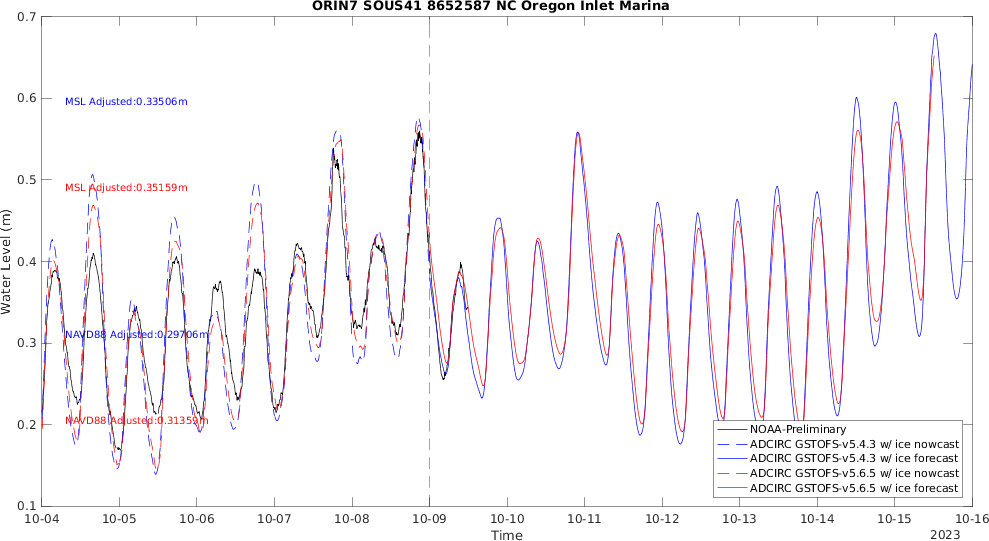 ORIN7 SOUS41 8652587 NC Oregon Inlet Marina
0.7
0.6
0.5
0.4
0.3
0.2
0.1
Water Level (m)
MSL Adjusted:0.33506m
MSL Adjusted:0.35159m
NAVD88 Adjusted:0.29706m
NAVD88 Adjusted:0.31359m
NOAA-Preliminary
ADCIRC GSTOFS-v5.4.3 w/ ice nowcast
ADCIRC GSTOFS-v5.4.3 w/ ice forecast
ADCIRC GSTOFS-v5.6.5 w/ ice nowcast
ADCIRC GSTOFS-v5.6.5 w/ ice forecast
10-04 10-05 10-06 10-07 10-08 10-09 10-10 10-11 10-12 10-13 10-14 10-15 10-16
Time
2023